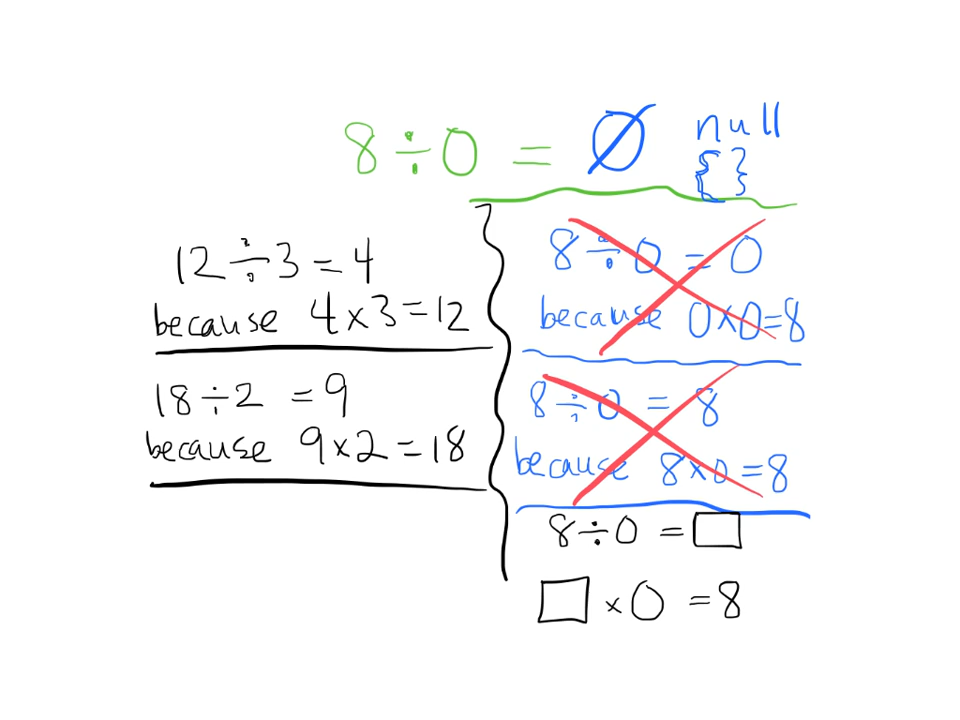 8 ÷ 0 = ∅ null
{ }
12 ÷ 3 = 4
because 4 x 3 = 12
18 ÷ 2 = 9
because 9 x 2 = 18
8 ÷ 0 = 0
because 0 x 0 = 8
8 ÷ 0 = 8
because 8 x 0 = 8
8 ÷ 0 = □
□ x 0 = 8